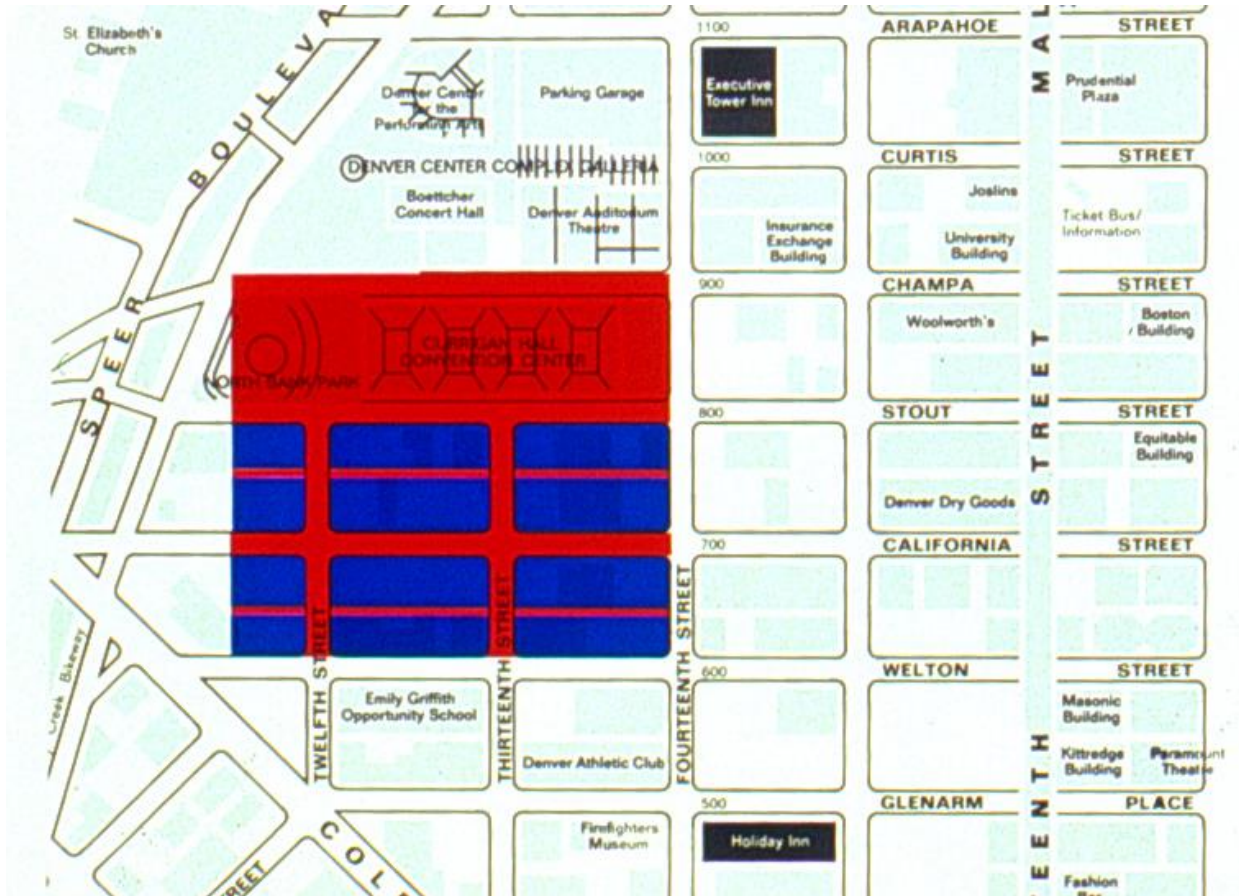 St. Elizabeth's
Church
SPEER BOULEVA
Denver Center
for the
Performing Arts
Parking Garage
DENVER CENTER COMPLEX GALLERIA
Boettcher
Concert Hall
Denver Auditorium
Theatre
1100
ARAPAHOE STREET
Executive
Tower Inn
Prudential
Plaza
1000
CURTIS STREET
Joslins
Insurance
Exchange
Building
University
Building
Ticket Bus/
Information
900
CHAMPA STREET
Woolworth's
Boston
Building
CURRIGAN HALL
CONVENTION CENTER
NORTH BANK PARK
800
STOUT STREET
Equitable
Building
Denver Dry Goods
700
CALIFORNIA STREET
600
WELTON STREET
Creek Bikeway
TWELFTH STREET
THIRTEENTH STREET
FOURTEENTH STREET
EENTH STREET MAL
Emily Griffith
Opportunity School
Denver Athletic Club
Masonic
Building
Kittredge
Building
Paramount
Theatre
500
GLENARM PLACE
Firefighters
Museum
Holiday Inn
Fashion
REET
COL